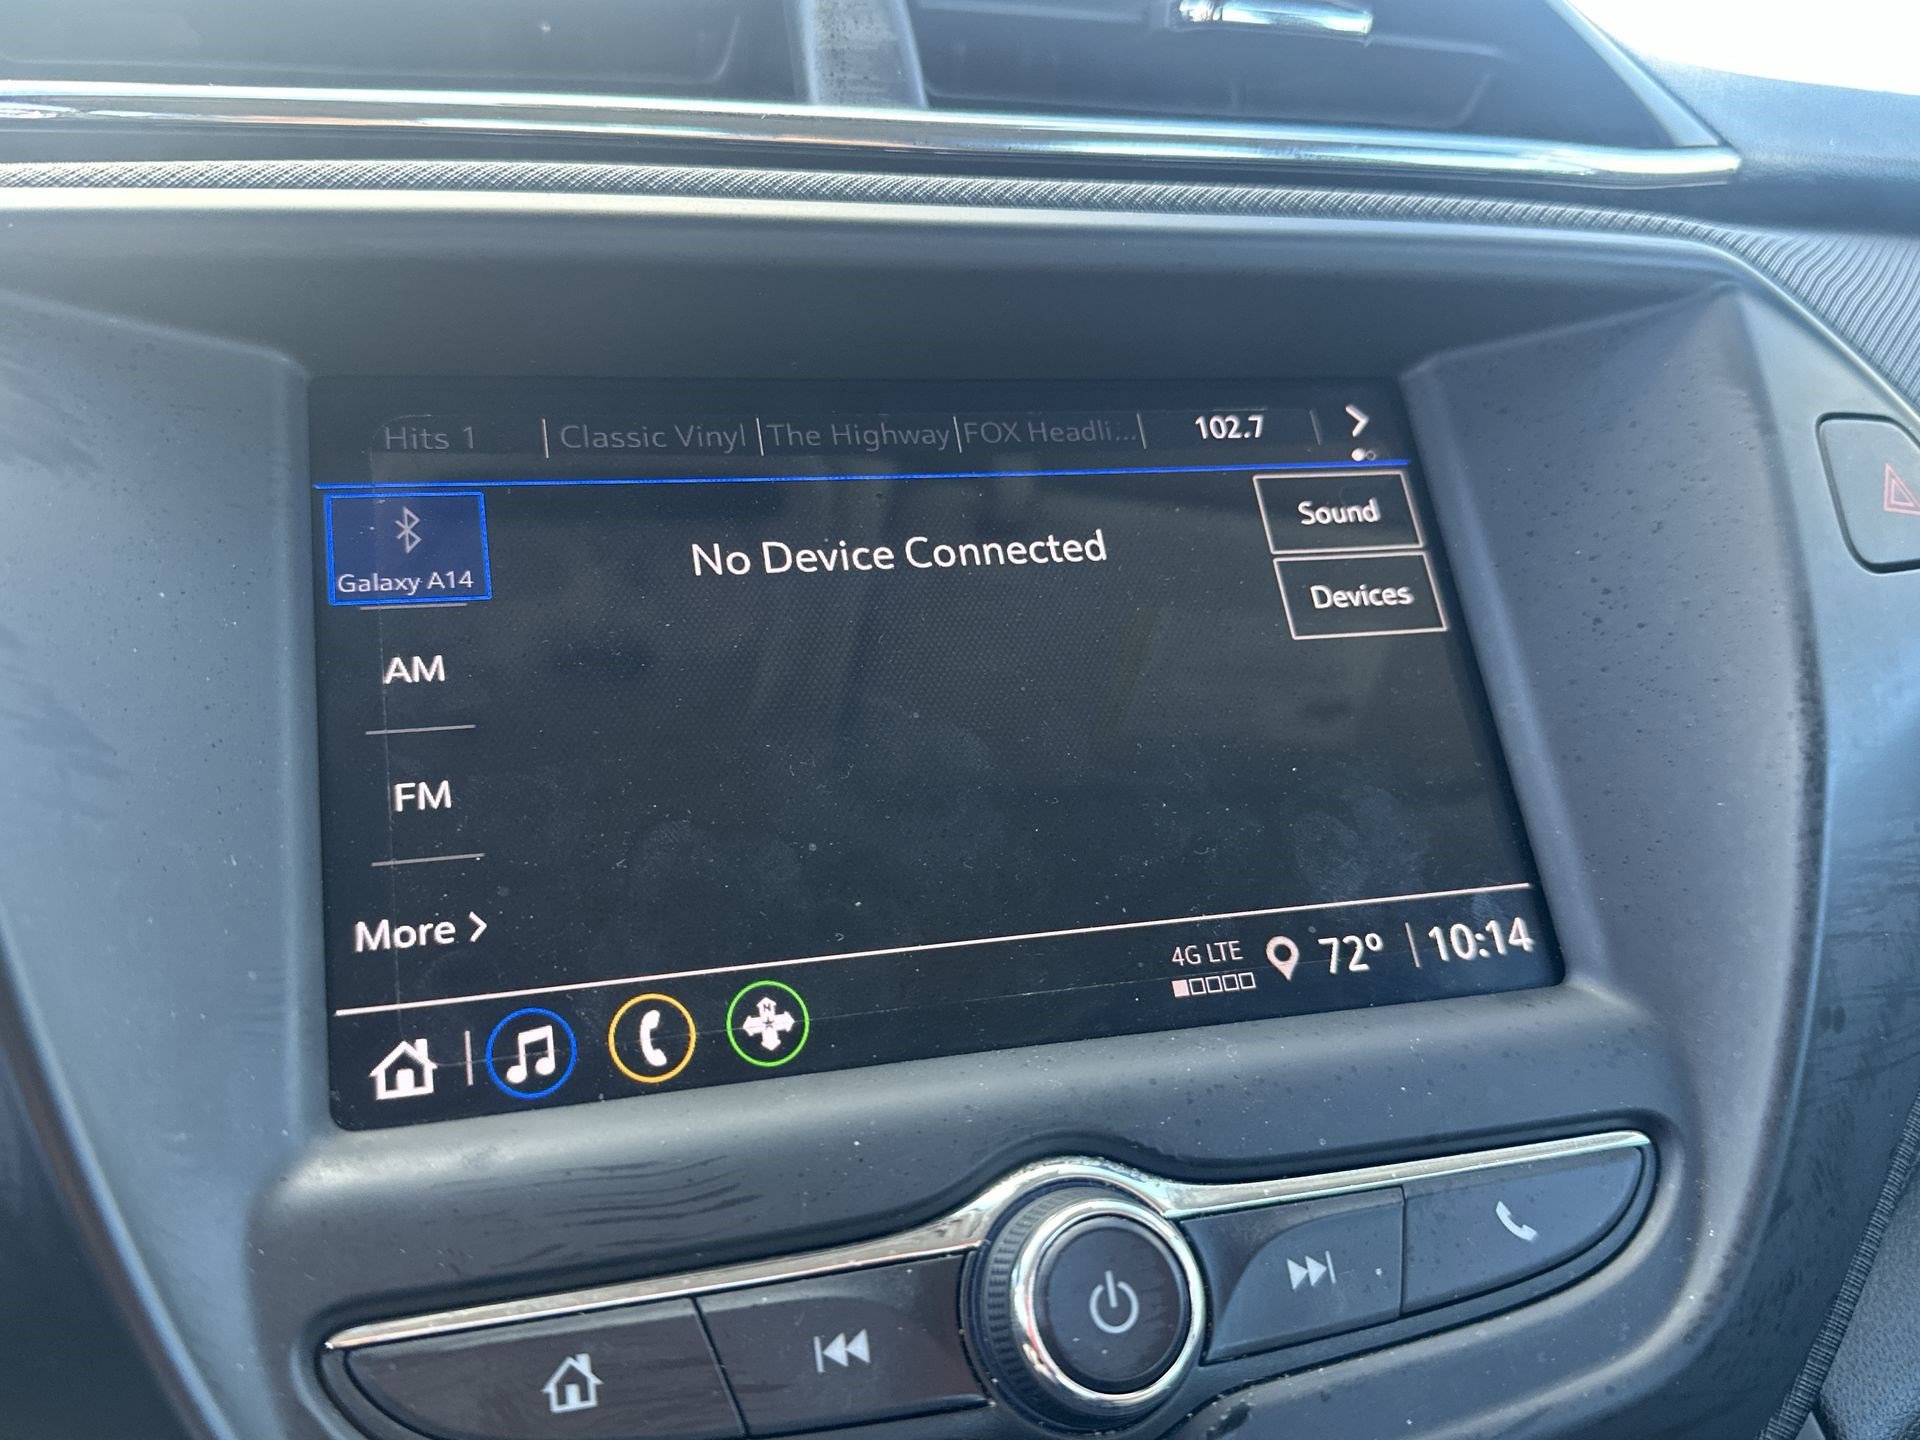 Hits 1 | Classic Vinyl | The Highway | FOX Headli... | 102.7
Galaxy A14
No Device Connected
Sound
Devices
AM
FM
More >
4G LTE 72° | 10:14
N